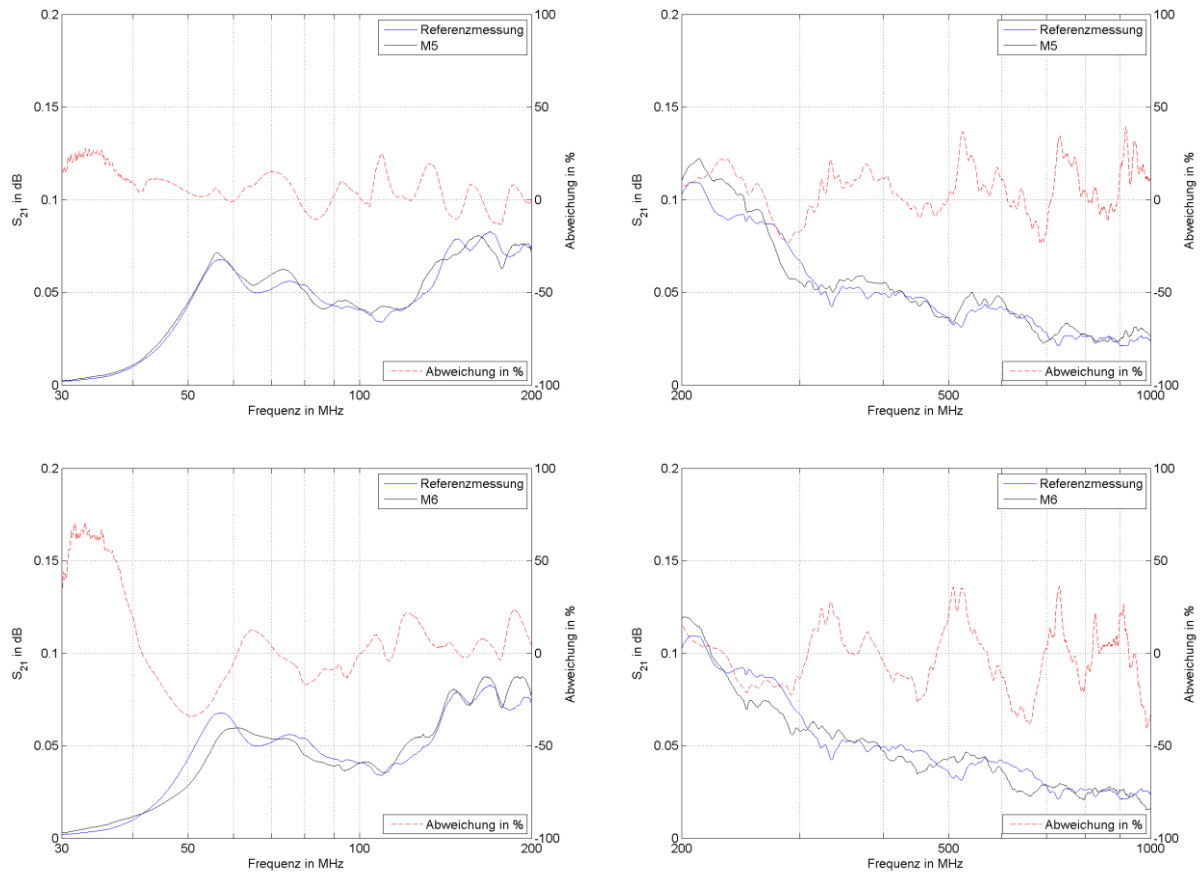 0.2
0.15
0.1
0.05
0
100
50
0
-50
-100
S21 in dB
Abweichung in %
Referenzmessung
M5
Abweichung in %
30
50
100
200
Frequenz in MHz
0.2
0.15
0.1
0.05
0
100
50
0
-50
-100
S21 in dB
Abweichung in %
Referenzmessung
M5
Abweichung in %
200
500
1000
Frequenz in MHz
0.2
0.15
0.1
0.05
0
100
50
0
-50
-100
S21 in dB
Abweichung in %
Referenzmessung
M6
Abweichung in %
30
50
100
200
Frequenz in MHz
0.2
0.15
0.1
0.05
0
100
50
0
-50
-100
S21 in dB
Abweichung in %
Referenzmessung
M6
Abweichung in %
200
500
1000
Frequenz in MHz